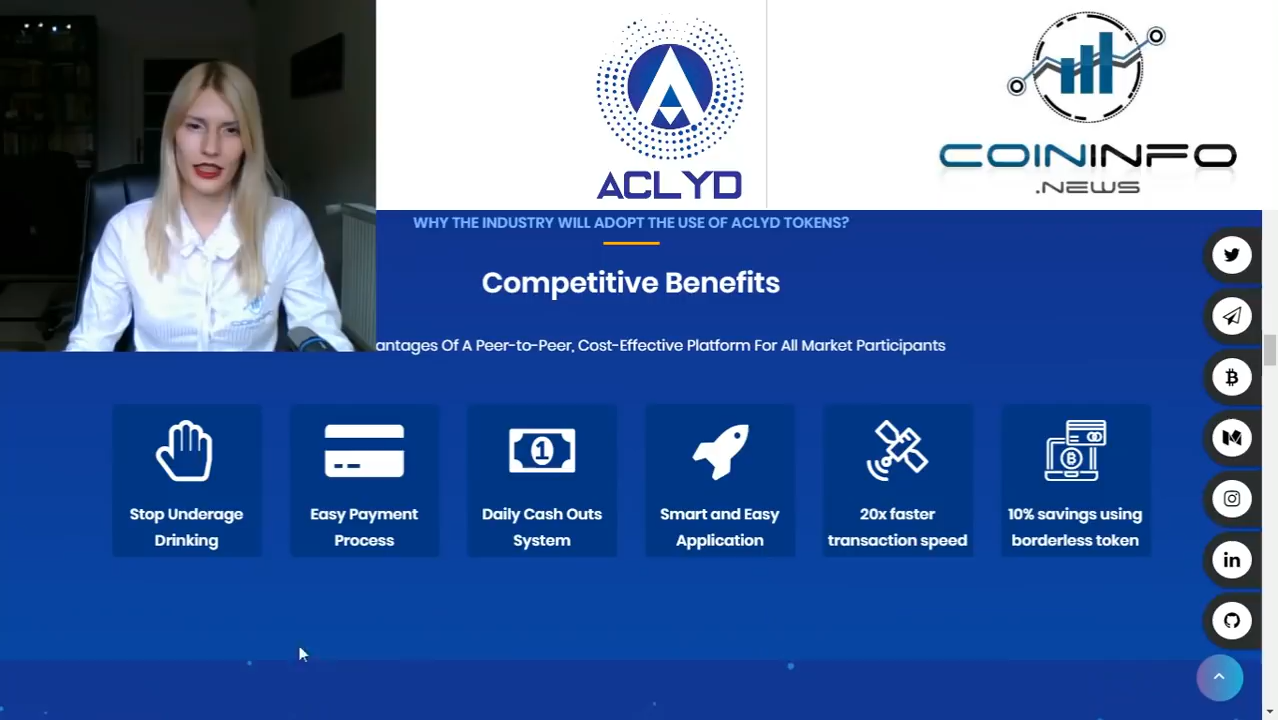 ACLYD
COININFO
.NEWS
WHY THE INDUSTRY WILL ADOPT THE USE OF ACLYD TOKENS?
Competitive Benefits
antages Of A Peer-to-Peer, Cost-Effective Platform For All Market Participants
Stop Underage
Drinking
Easy Payment
Process
Daily Cash Outs
System
Smart and Easy
Application
20x faster
transaction speed
10% savings using
borderless token